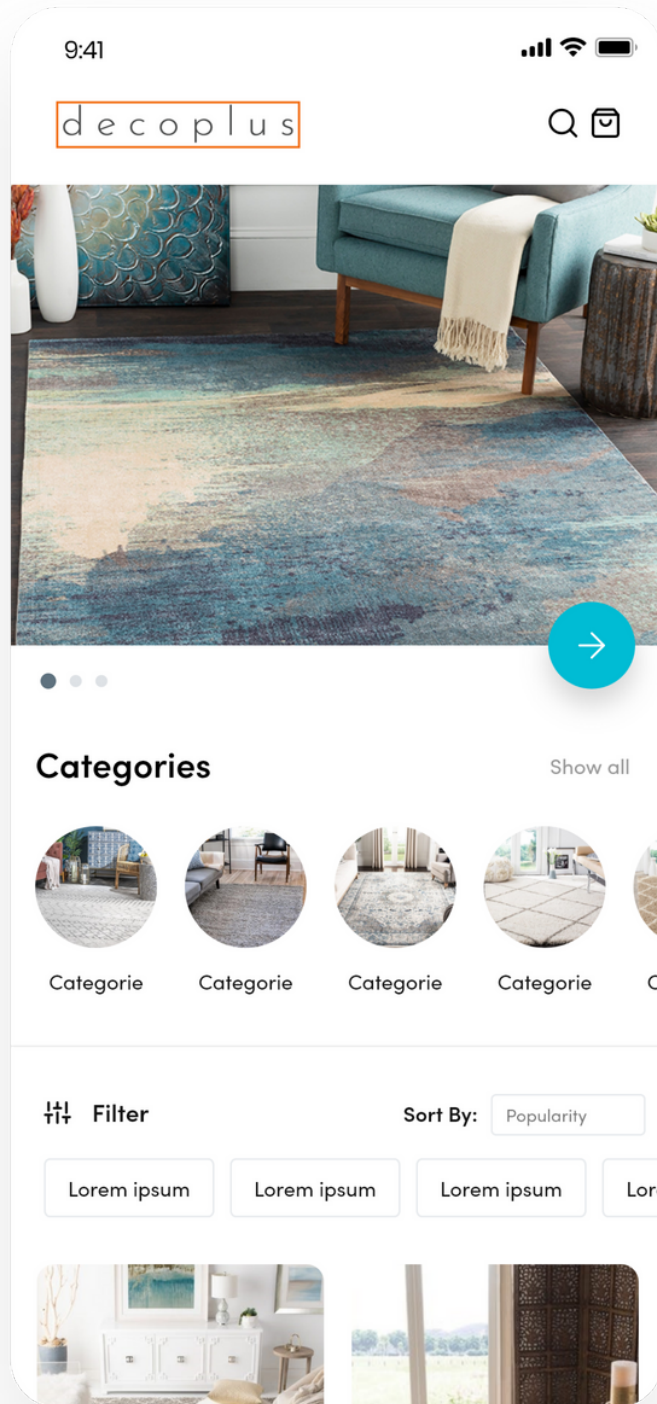 9:41
decoplus
Categories Show all
Categorie Categorie Categorie Categorie
Filter Sort By: Popularity
Lorem ipsum Lorem ipsum Lorem ipsum